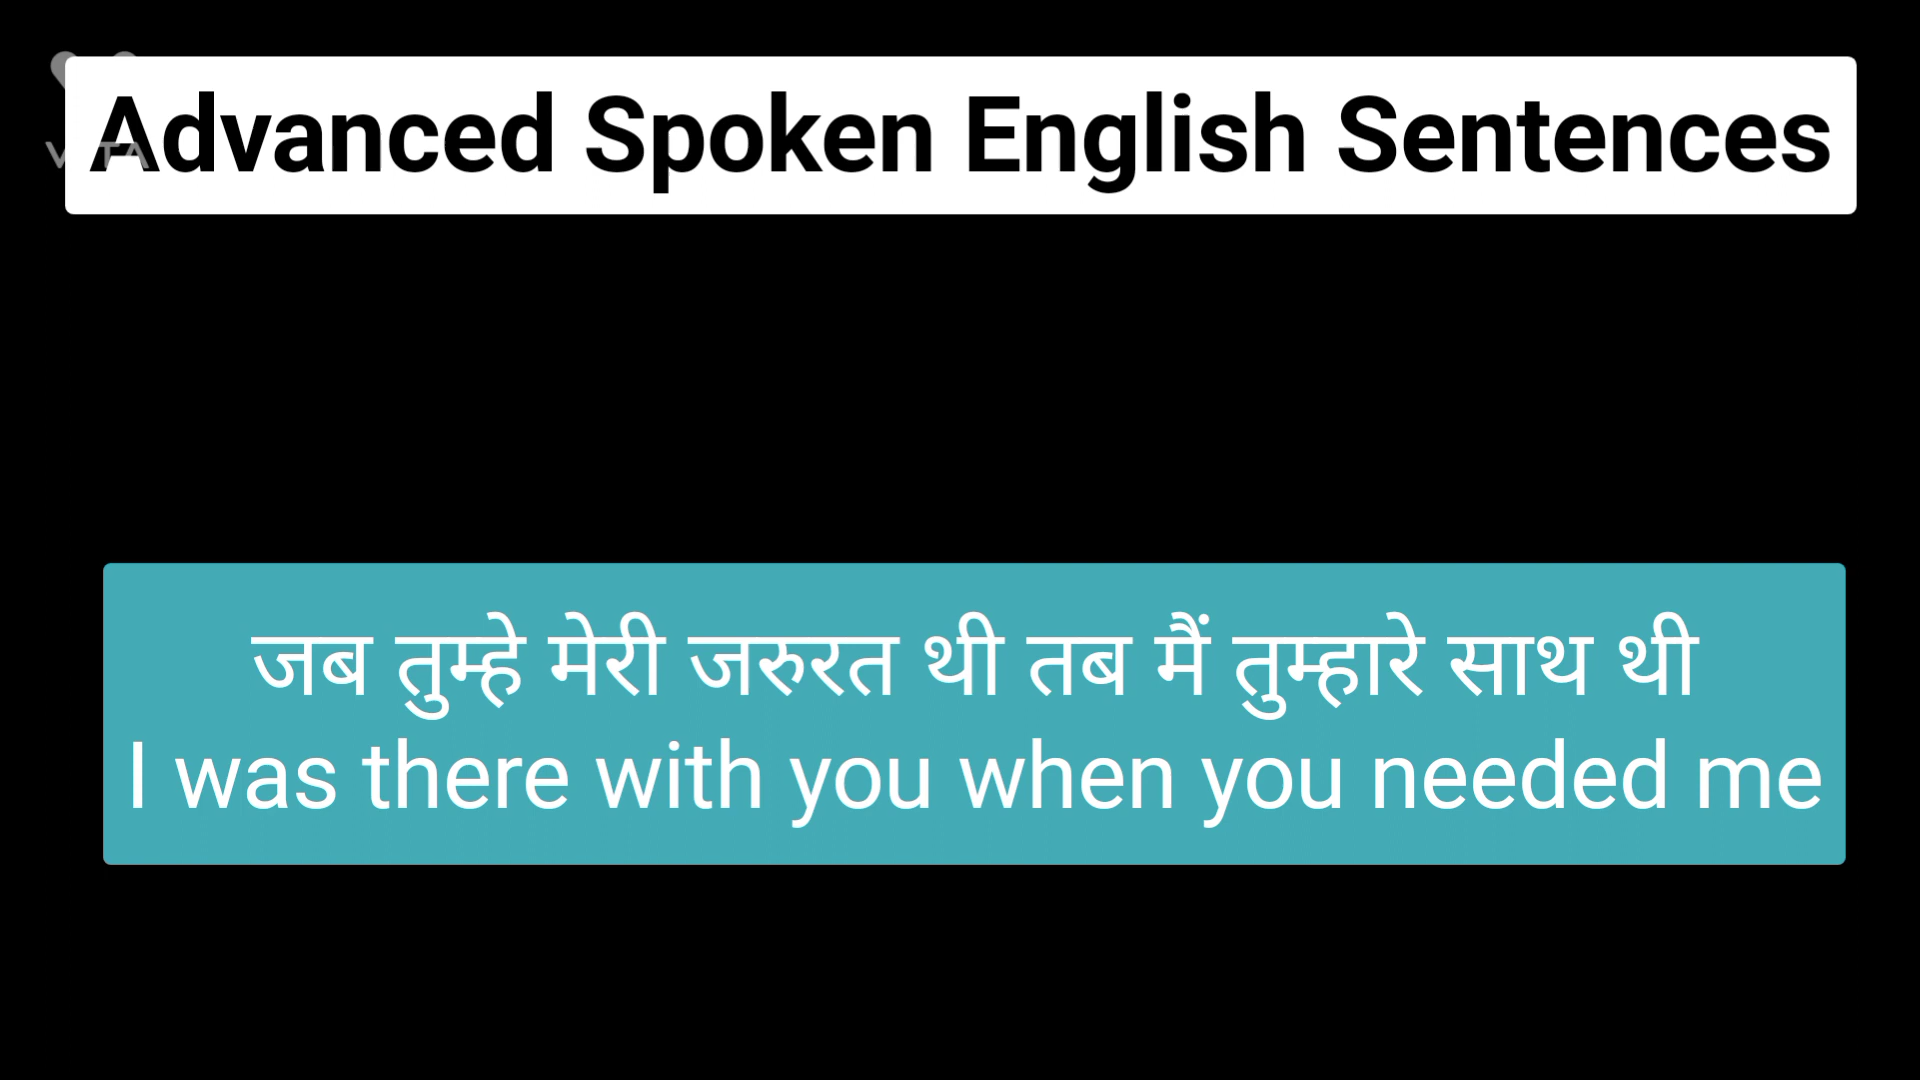 Advanced Spoken English Sentences
जब तुम्हे मेरी जरुरत थी तब मैं तुम्हारे साथ थी
I was there with you when you needed me